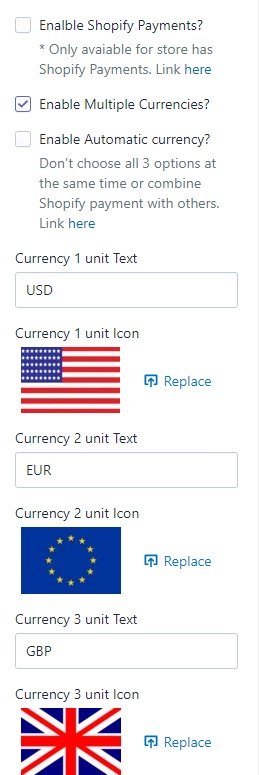 Enalble Shopify Payments?
* Only avaiable for store has
Shopify Payments. Link here
Enable Multiple Currencies?
Enable Automatic currency?
Don't choose all 3 options at
the same time or combine
Shopify payment with others.
Link here
Currency 1 unit Text
USD
Currency 1 unit Icon
Replace
Currency 2 unit Text
EUR
Currency 2 unit Icon
Replace
Currency 3 unit Text
GBP
Currency 3 unit Icon
Replace